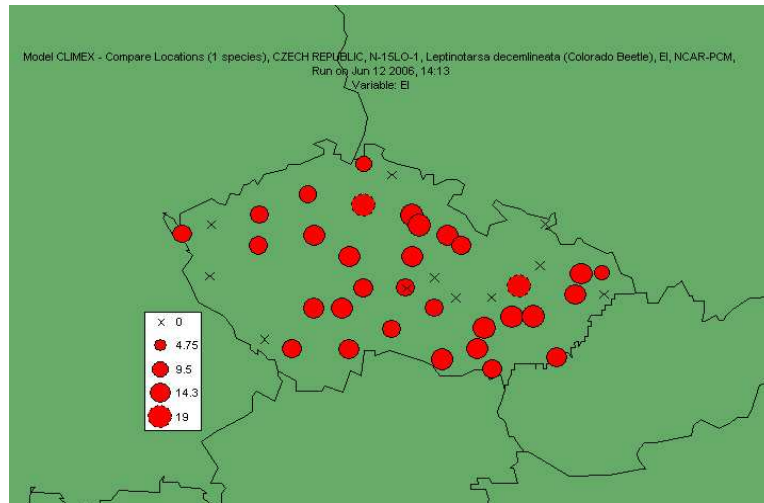 Model CLIMEX - Compare Locations (1 species), CZECH REPUBLIC, N-15LO-1, Leptinotarsa decemlineata (Colorado Beetle), EI, NCAR-PCM,
Run on Jun 12 2006, 14:13
Variable: EI
0
4.75
9.5
14.3
19